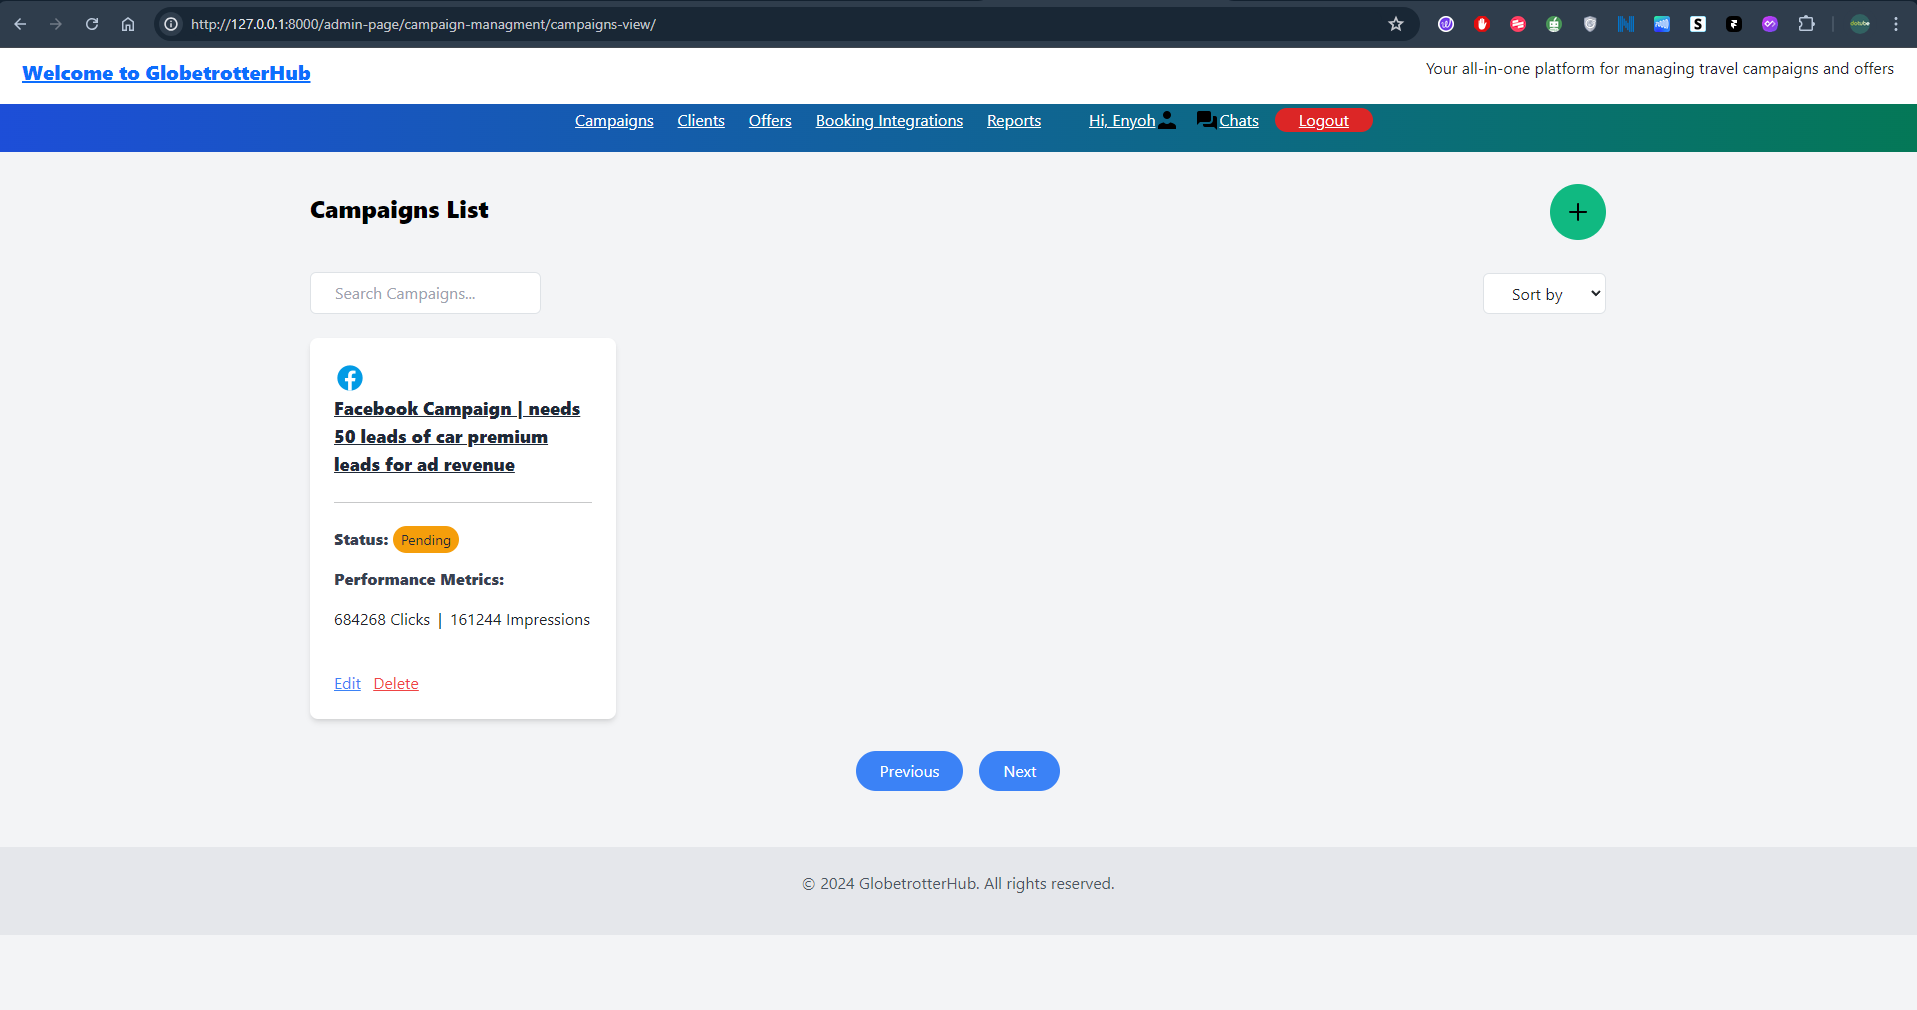 http://127.0.0.1:8000/admin-page/campaign-managment/campaigns-view/
Welcome to GlobetrotterHub
Your all-in-one platform for managing travel campaigns and offers
Campaigns Clients Offers Booking Integrations Reports Hi, Enyoh Chats Logout
Campaigns List
+
Search Campaigns...
Sort by
Facebook Campaign | needs
50 leads of car premium
leads for ad revenue
Status: Pending
Performance Metrics:
684268 Clicks | 161244 Impressions
Edit Delete
Previous Next
© 2024 GlobetrotterHub. All rights reserved.